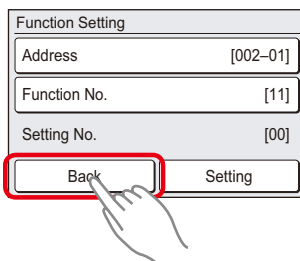 Function Setting
Address [002–01]
Function No. [11]
Setting No. [00]
Back Setting